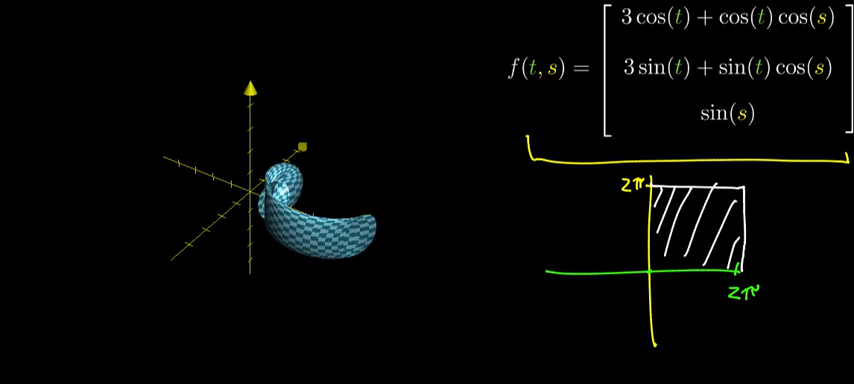 3 cos(t) + cos(t) cos(s)
f(t, s) = 3 sin(t) + sin(t) cos(s)
sin(s)
2π
2π